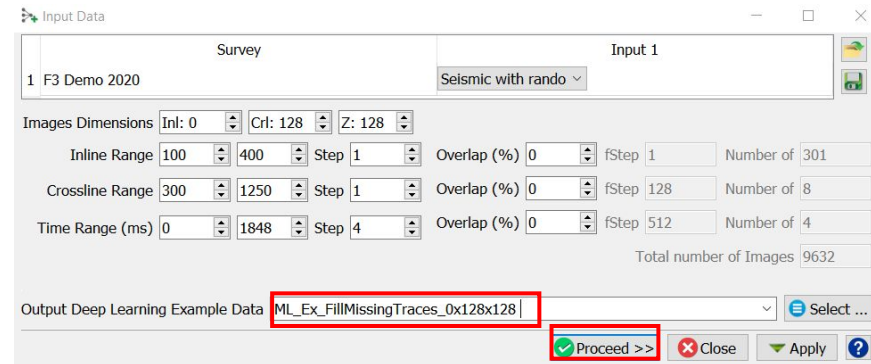 Input Data
Survey Input 1
1 F3 Demo 2020 Seismic with rando
Images Dimensions Inl: 0 Crl: 128 Z: 128
Inline Range 100 400 Step 1 Overlap (%) 0 fStep 1 Number of 301
Crossline Range 300 1250 Step 1 Overlap (%) 0 fStep 128 Number of 8
Time Range (ms) 0 1848 Step 4 Overlap (%) 0 fStep 512 Number of 4
Total number of Images 9632
Output Deep Learning Example Data ML_Ex_FillMissingTraces_0x128x128 Select ...
Proceed >> Close Apply ?